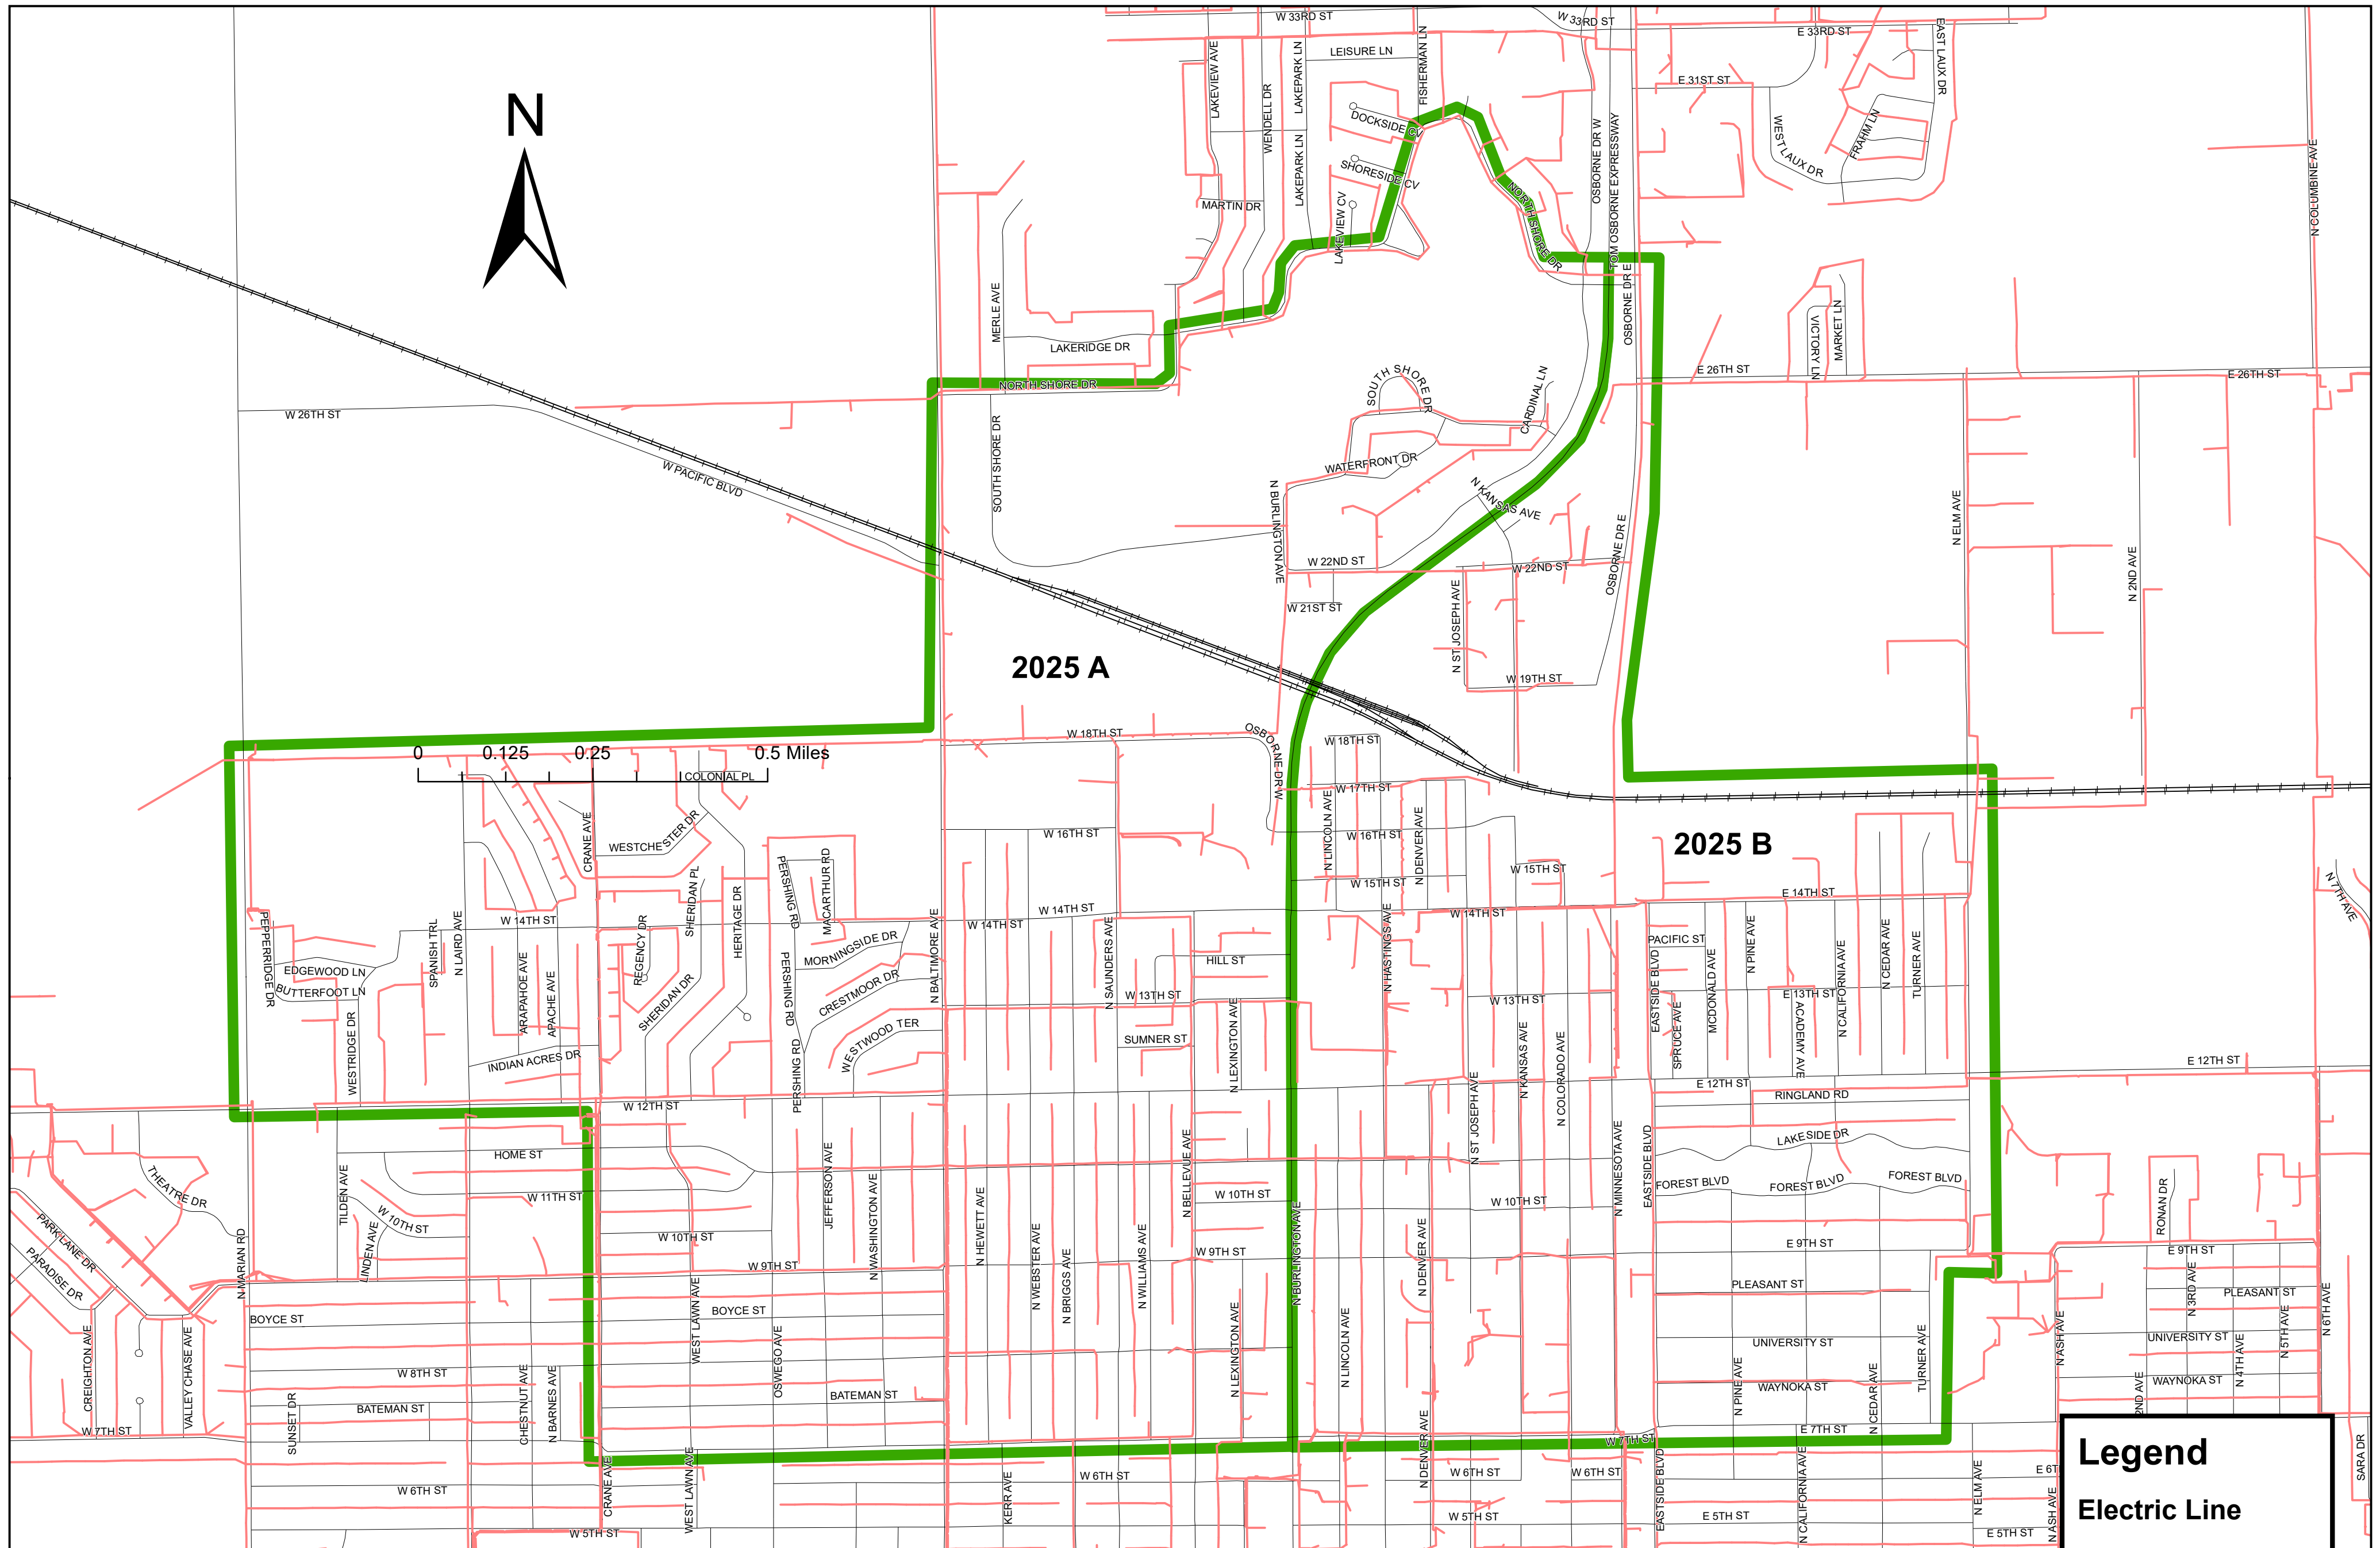 W 33RD ST
W 33RD ST
E 33RD ST
LEISURE LN
LAKEVIEW AVE
WENDELL DR
LAKEPARK LN
FISHERMAN LN
EAST LAUX DR
E 31ST ST
N
DOCKSIDE CV
SHORESIDE CV
LAKEPARK LN
LAKEVIEW CV
MARTIN DR
NORTH SHORE DR
OSBORNE DR W
TOM OSBORNE EXPRESSWAY
OSBORNE DR E
WEST LAUX DR
FRAHM LN
N COLUMBINE AVE
MERLE AVE
LAKERIDGE DR
NORTH SHORE DR
VICTORY LN
MARKET LN
E 26TH ST
E 26TH ST
W 26TH ST
W PACIFIC BLVD
SOUTH SHORE DR
SOUTH SHORE DR
CARDINAL LN
WATERFRONT DR
N KANSAS AVE
N BURLINGTON AVE
W 22ND ST
W 22ND ST
W 21ST ST
OSBORNE DR E
N ELM AVE
N 2ND AVE
N ST JOSEPH AVE
W 19TH ST
2025 A
W 18TH ST
OSBORNE DR W
W 18TH ST
0 0.125 0.25 0.5 Miles
COLONIAL PL
W 17TH ST
2025 B
CRANE AVE
WESTCHESTER DR
W 16TH ST
N LINCOLN AVE
W 16TH ST
N DENVER AVE
W 15TH ST
W 15TH ST
PERSHING RD
MACARTHUR RD
SHERIDAN PL
HERITAGE DR
E 14TH ST
N 7TH AVE
PEPPERRIDGE DR
SPANISH TRL
N LAIRD AVE
W 14TH ST
REGENCY DR
W 14TH ST
W 14TH ST
W 14TH ST
N BALTIMORE AVE
N SAUNDERS AVE
N HASTINGS AVE
EDGEWOOD LN
BUTTERFOOT LN
ARAPAHOE AVE
APACHE AVE
SHERIDAN DR
MORNINGSIDE DR
CRESTMOOR DR
PERSHING RD
HILL ST
PACIFIC ST
EASTSIDE BLVD
MCDONALD AVE
N PINE AVE
N CALIFORNIA AVE
N CEDAR AVE
TURNER AVE
W 13TH ST
W 13TH ST
E 13TH ST
SPRUCE AVE
ACADEMY AVE
WESTRIDGE DR
INDIAN ACRES DR
WESTWOOD TER
PERSHING RD
SUMNER ST
N LEXINGTON AVE
N ST JOSEPH AVE
N KANSAS AVE
N COLORADO AVE
E 12TH ST
E 12TH ST
W 12TH ST
RINGLAND RD
LAKESIDE DR
HOME ST
THEATRE DR
TILDEN AVE
W 11TH ST
JEFFERSON AVE
N WASHINGTON AVE
N BELLEVUE AVE
N MINNESOTA AVE
EASTSIDE BLVD
FOREST BLVD
FOREST BLVD
FOREST BLVD
RONAN DR
PARK LANE DR
PARADISE DR
N MARIAN RD
LINDEN AVE
W 10TH ST
W 10TH ST
W 10TH ST
W 10TH ST
N HEWETT AVE
N WEBSTER AVE
N BRIGGS AVE
N WILLIAMS AVE
N BURLINGTON AVE
N DENVER AVE
W 9TH ST
W 9TH ST
E 9TH ST
E 9TH ST
PLEASANT ST
PLEASANT ST
N 3RD AVE
BOYCE ST
BOYCE ST
WEST LAWN AVE
OSWEGO AVE
N LEXINGTON AVE
N LINCOLN AVE
UNIVERSITY ST
UNIVERSITY ST
TURNER AVE
N ASH AVE
N 4TH AVE
N 5TH AVE
N 6TH AVE
CREIGHTON AVE
VALLEY CHASE AVE
W 8TH ST
SUNSET DR
BATEMAN ST
BATEMAN ST
CHESTNUT AVE
N BARNES AVE
WAYNOKA ST
WAYNOKA ST
N PINE AVE
N CEDAR AVE
2ND AVE
W 7TH ST
W 7TH ST
E 7TH ST
CRANE AVE
WEST LAWN AVE
W 6TH ST
W 6TH ST
W 6TH ST
W 6TH ST
E 6T
KERR AVE
N DENVER AVE
EASTSIDE BLVD
N CALIFORNIA AVE
N ELM AVE
N ASH AVE
SARA DR
W 5TH ST
W 5TH ST
E 5TH ST
E 5TH ST
Legend
Electric Line